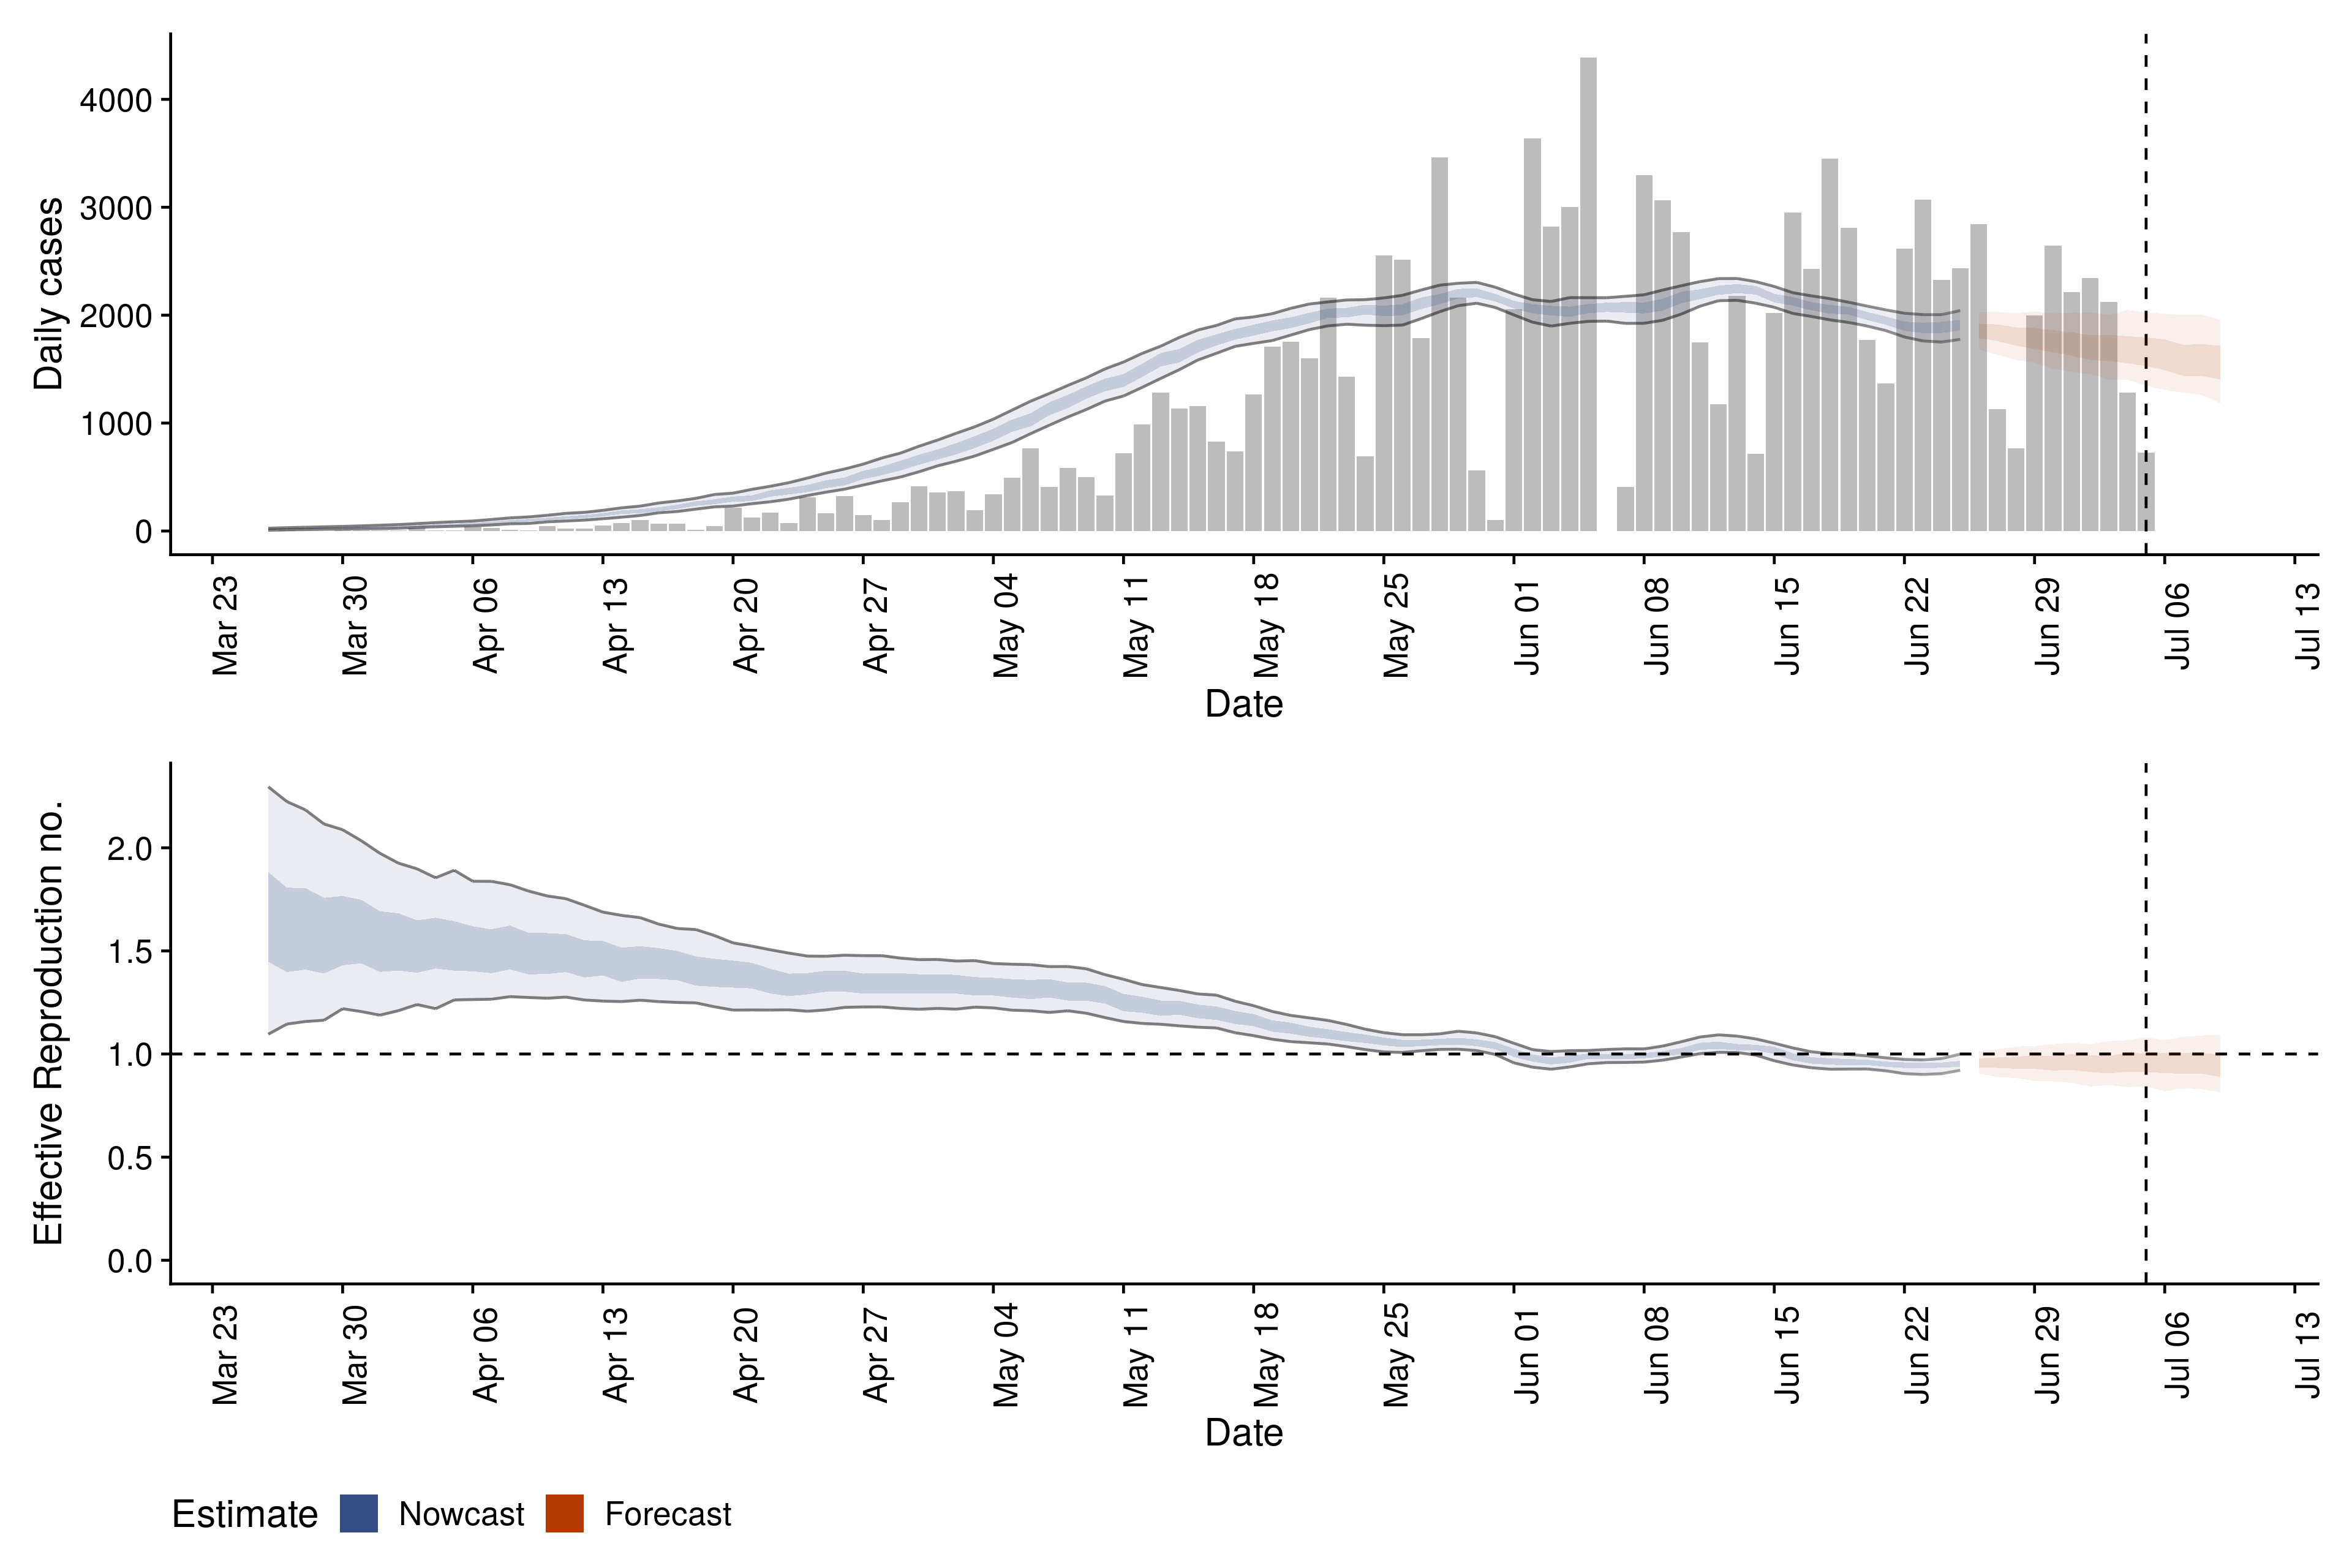 Daily cases
4000
3000
2000
1000
0
Mar 23
Mar 30
Apr 06
Apr 13
Apr 20
Apr 27
May 04
May 11
May 18
May 25
Jun 01
Jun 08
Jun 15
Jun 22
Jun 29
Jul 06
Jul 13
Date
Effective Reproduction no.
2.0
1.5
1.0
0.5
0.0
Mar 23
Mar 30
Apr 06
Apr 13
Apr 20
Apr 27
May 04
May 11
May 18
May 25
Jun 01
Jun 08
Jun 15
Jun 22
Jun 29
Jul 06
Jul 13
Date
Estimate Nowcast Forecast